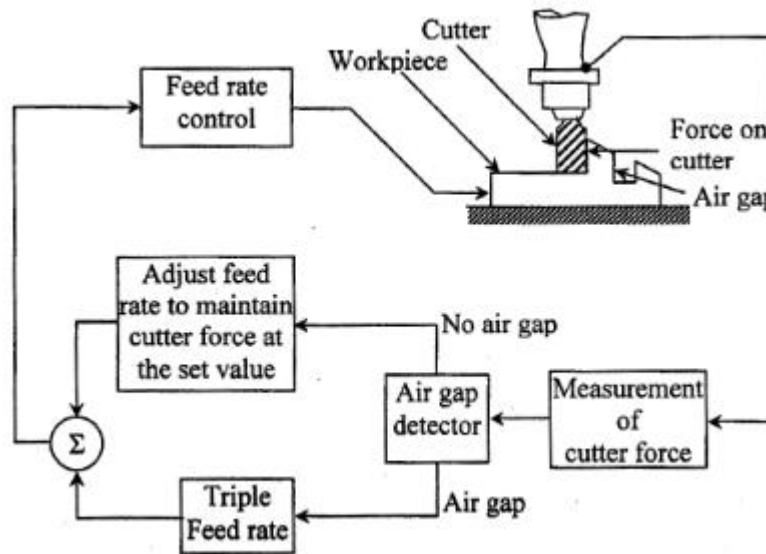 Cutter
Workpiece
Feed rate
control
Force on
cutter
Air gap
Adjust feed
rate to maintain
cutter force at
the set value
No air gap
Air gap
detector
Measurement
of
cutter force
Σ
Triple
Feed rate
Air gap